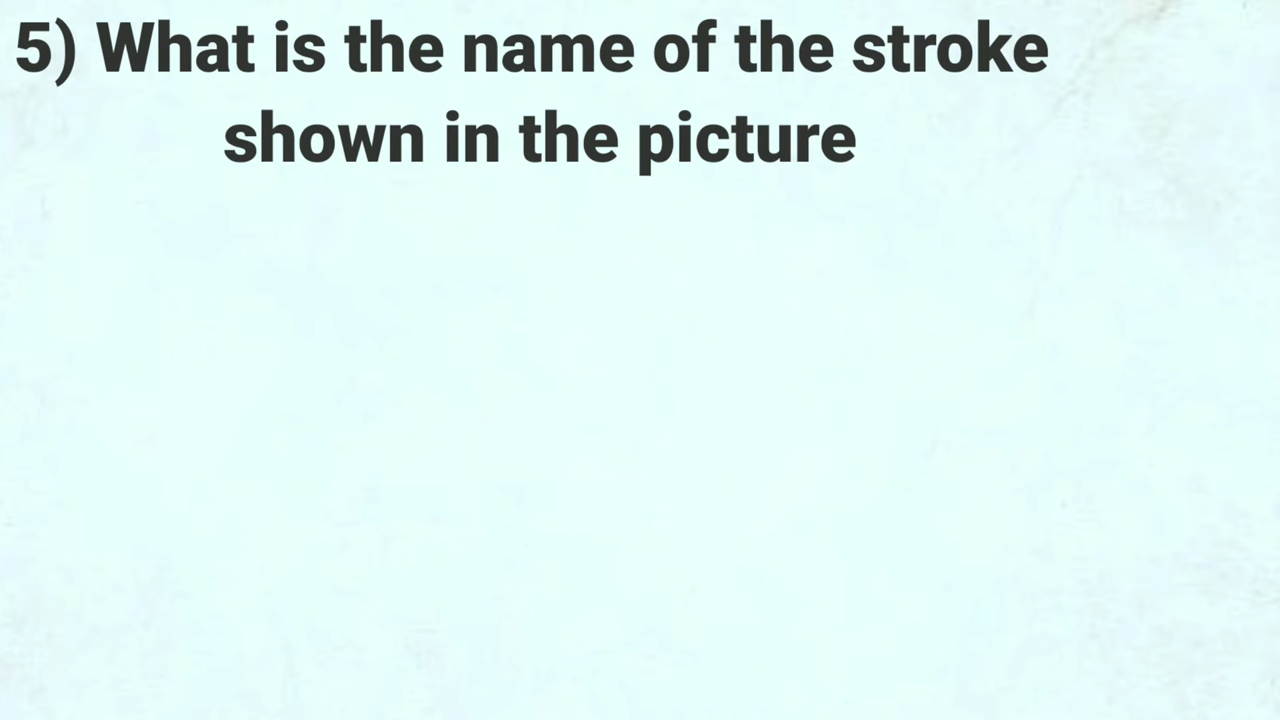 5) What is the name of the stroke
shown in the picture